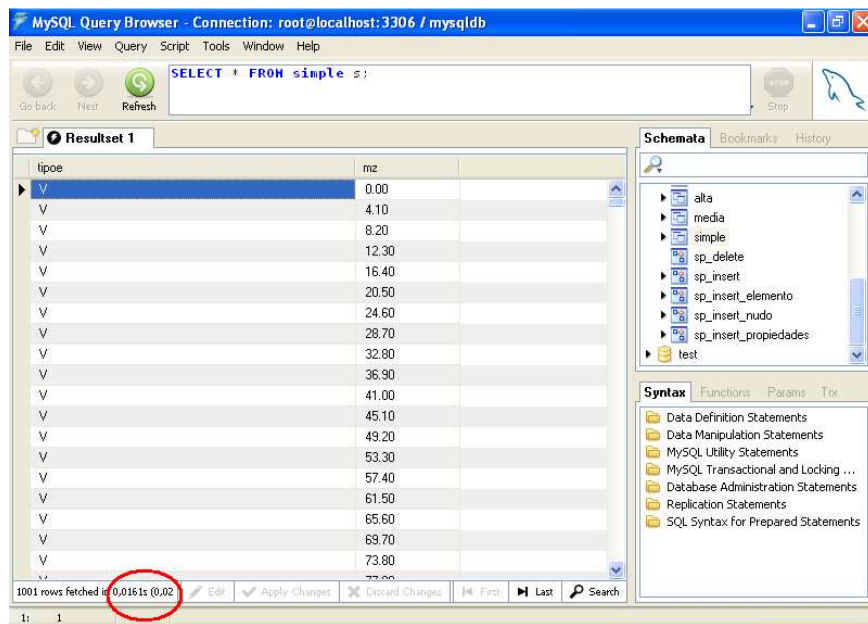 MySQL Query Browser - Connection: root@localhost:3306 / mysqldb
File Edit View Query Script Tools Window Help
SELECT * FROM simple s;
Go back Next Refresh Stop
Resultset 1
Schemata Bookmarks History
tipoe mz
V 0.00
V 4.10
V 8.20
V 12.30
V 16.40
V 20.50
V 24.60
V 28.70
V 32.80
V 36.90
V 41.00
V 45.10
V 49.20
V 53.30
V 57.40
V 61.50
V 65.60
V 69.70
V 73.80
V 77.90
alta
media
simple
sp_delete
sp_insert
sp_insert_elemento
sp_insert_nudo
sp_insert_propiedades
test
Syntax Functions Params Trx
Data Definition Statements
Data Manipulation Statements
MySQL Utility Statements
MySQL Transactional and Locking ...
Database Administration Statements
Replication Statements
SQL Syntax for Prepared Statements
1001 rows fetched in 0,0161s (0,02 Edit Apply Changes Discard Changes First Last Search
1: 1